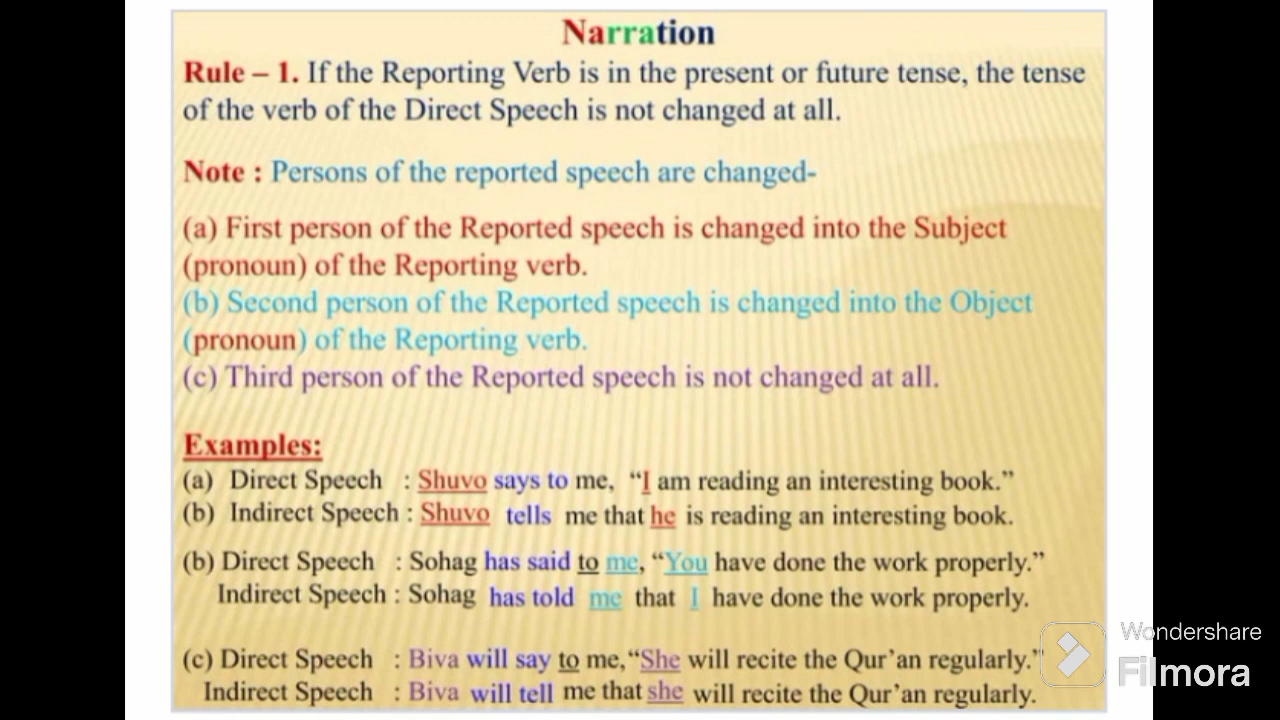 Narration
Rule – 1. If the Reporting Verb is in the present or future tense, the tense
of the verb of the Direct Speech is not changed at all.
Note : Persons of the reported speech are changed-
(a) First person of the Reported speech is changed into the Subject
(pronoun) of the Reporting verb.
(b) Second person of the Reported speech is changed into the Object
(pronoun) of the Reporting verb.
(c) Third person of the Reported speech is not changed at all.
Examples:
(a) Direct Speech : Shuvo says to me, “I am reading an interesting book.”
(b) Indirect Speech : Shuvo tells me that he is reading an interesting book.
(b) Direct Speech : Sohag has said to me, “You have done the work properly.”
Indirect Speech : Sohag has told me that I have done the work properly.
(c) Direct Speech : Biva will say to me,“She will recite the Qur’an regularly.”
Indirect Speech : Biva will tell me that she will recite the Qur’an regularly.
Wondershare
Filmora